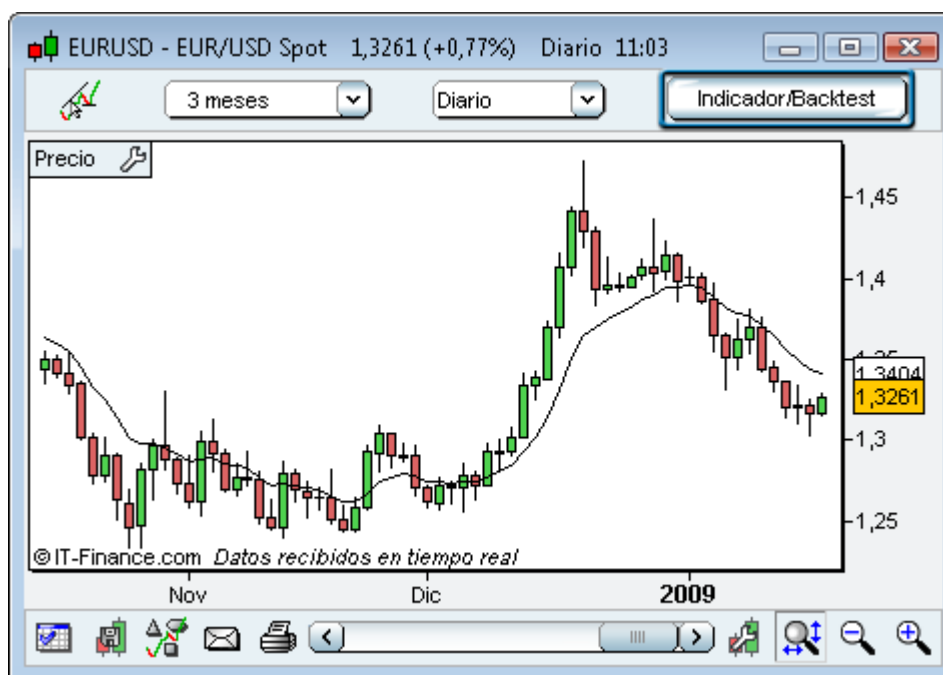 EURUSD - EUR/USD Spot 1,3261 (+0,77%) Diario 11:03
3 meses Diario Indicador/Backtest
Precio
1,45
1,4
1,35
1,3404
1,3261
1,3
1,25
© IT-Finance.com Datos recibidos en tiempo real
Nov Dic 2009